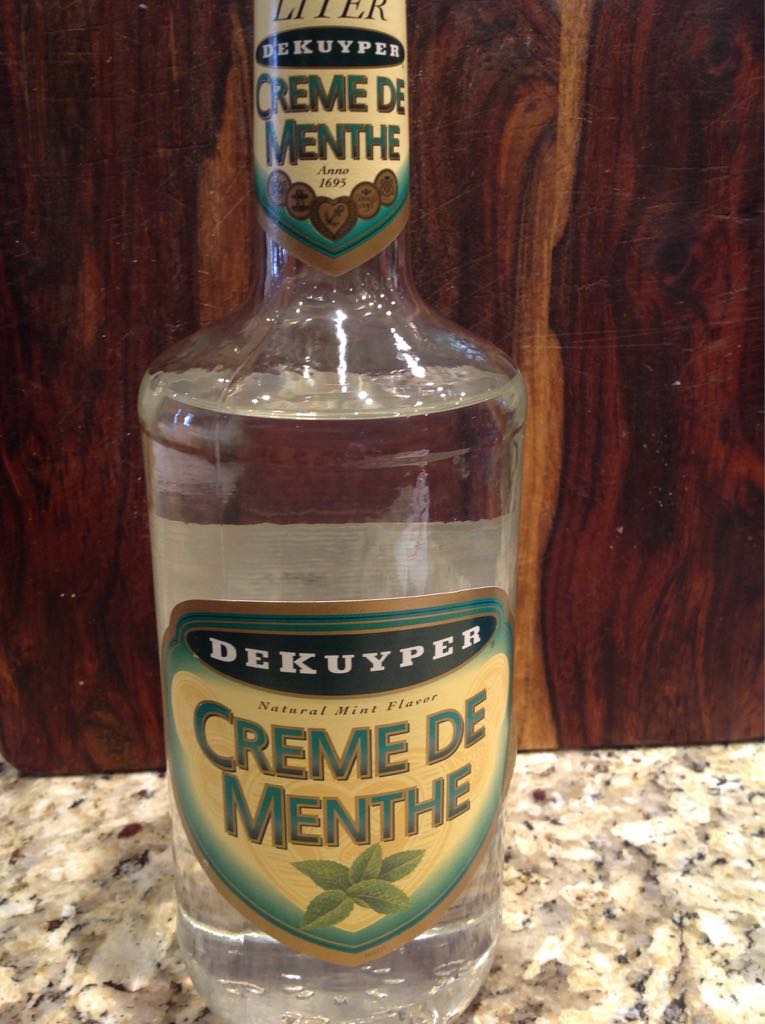 LITER
DEKUYPER
CREME DE
MENTHE
Anno
1695
DEKUYPER
Natural Mint Flavor
CREME DE
MENTHE